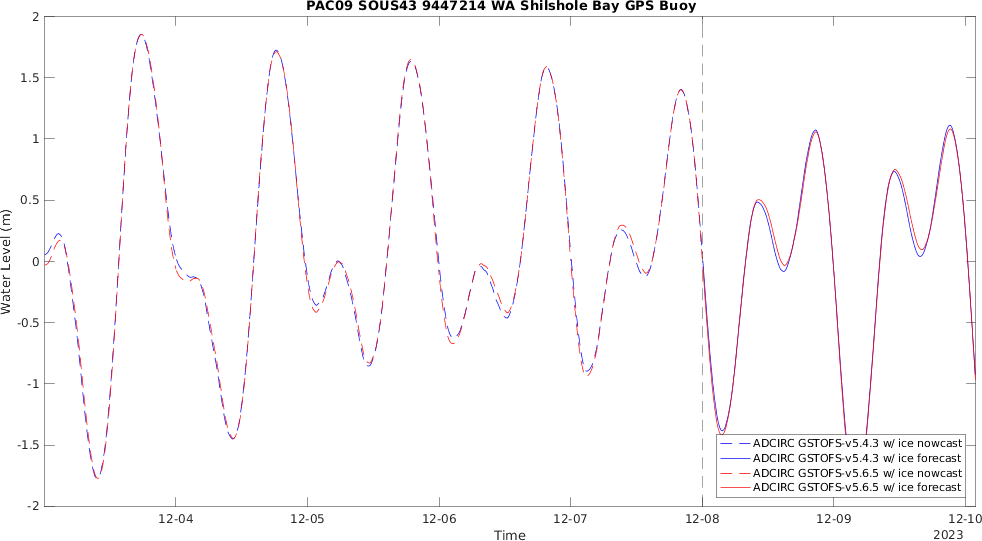 PAC09 SOUS43 9447214 WA Shilshole Bay GPS Buoy
2
1.5
1
0.5
0
-0.5
-1
-1.5
-2
Water Level (m)
ADCIRC GSTOFS-v5.4.3 w/ ice nowcast
ADCIRC GSTOFS-v5.4.3 w/ ice forecast
ADCIRC GSTOFS-v5.6.5 w/ ice nowcast
ADCIRC GSTOFS-v5.6.5 w/ ice forecast
12-04 12-05 12-06 12-07 12-08 12-09 12-10
Time
2023